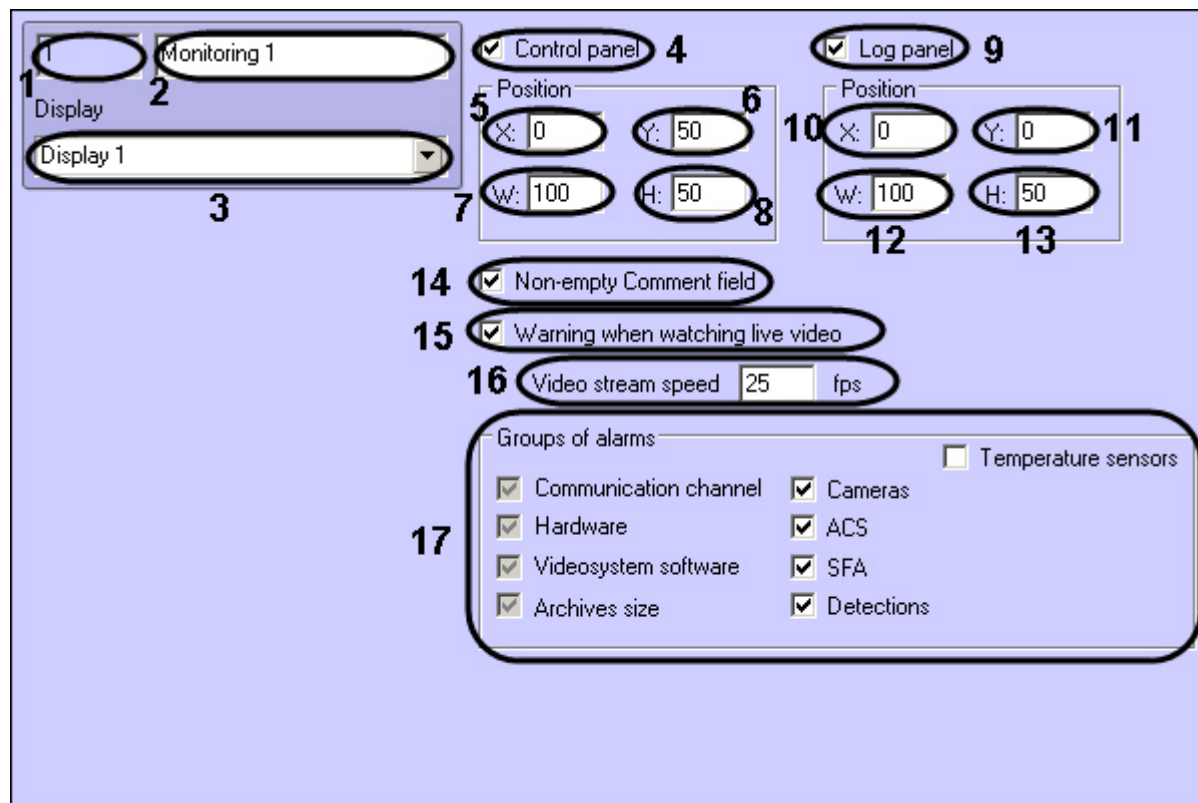 1 Monitoring 1
1 2
Display
Display 1
3
Control panel 4
Position
5 X: 0 Y: 50 6
7 W: 100 H: 50 8
Log panel 9
Position
10 X: 0 Y: 0 11
W: 100 H: 50
12 13
14 Non-empty Comment field
15 Warning when watching live video
16 Video stream speed 25 fps
Groups of alarms
Temperature sensors
Communication channel Cameras
Hardware ACS
17
Videosystem software SFA
Archives size Detections